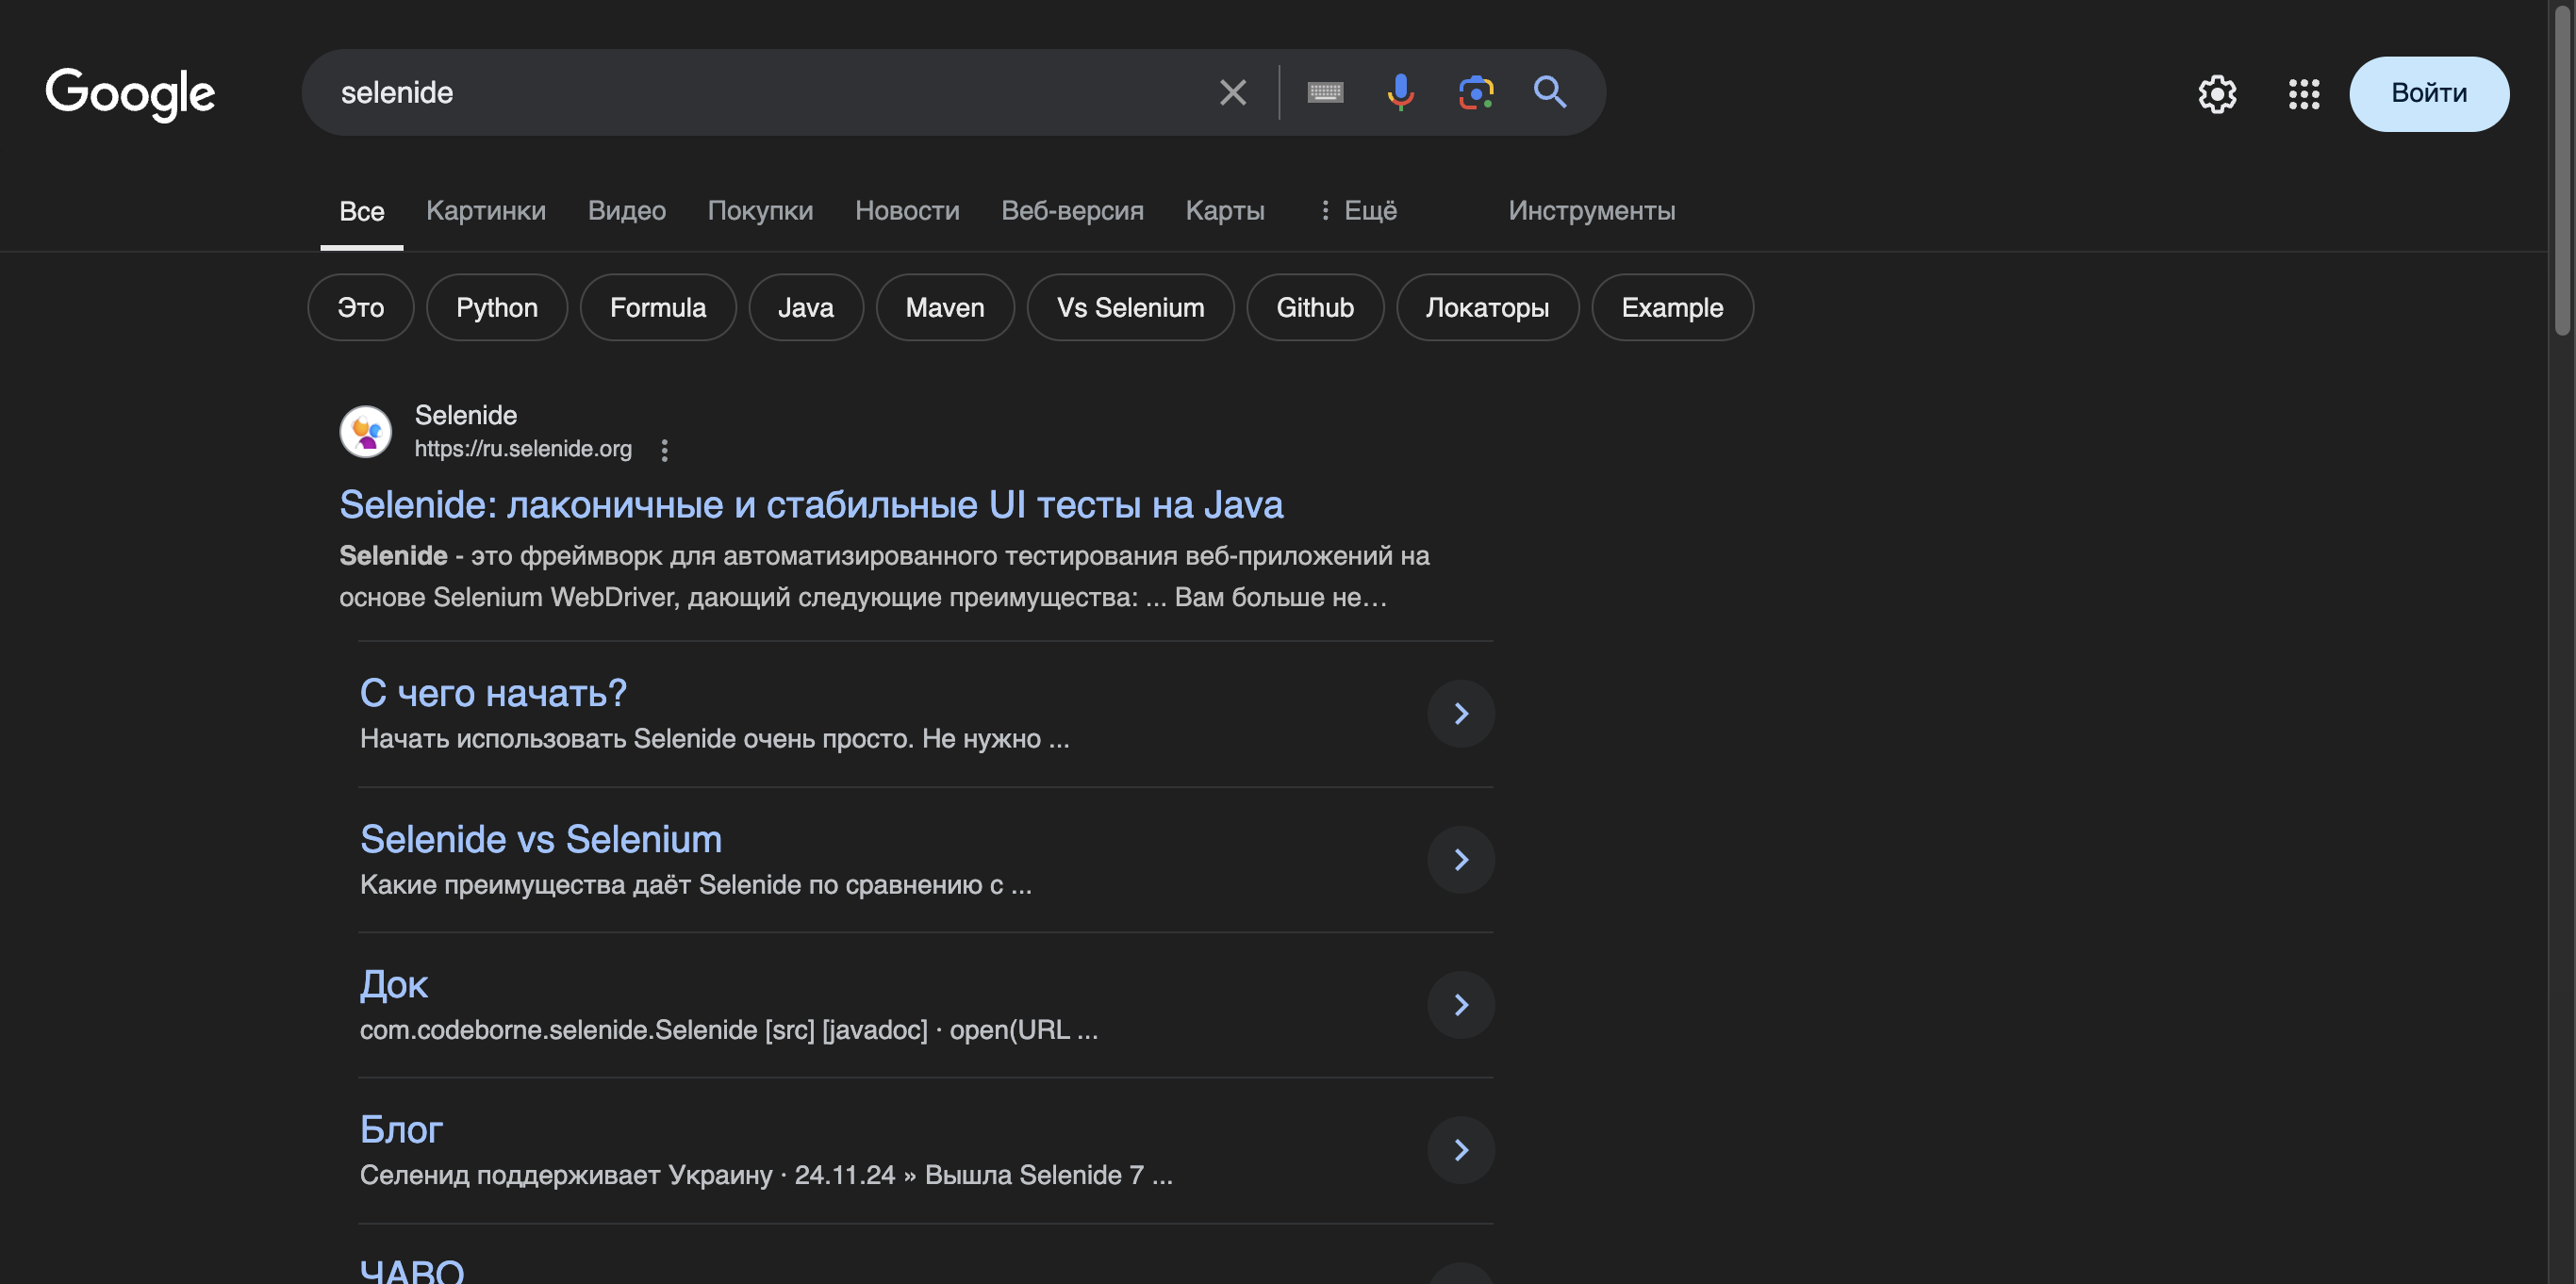 Google
selenide
Войти
Все Картинки Видео Покупки Новости Веб-версия Карты Ещё Инструменты
Это Python Formula Java Maven Vs Selenium Github Локаторы Example
Selenide
https://ru.selenide.org
Selenide: лаконичные и стабильные UI тесты на Java
Selenide - это фреймворк для автоматизированного тестирования веб-приложений на
основе Selenium WebDriver, дающий следующие преимущества: ... Вам больше не...
С чего начать?
Начать использовать Selenide очень просто. Не нужно ...
Selenide vs Selenium
Какие преимущества даёт Selenide по сравнению с ...
Док
com.codeborne.selenide.Selenide [src] [javadoc] · open(URL ...
Блог
Селенид поддерживает Украину · 24.11.24 » Вышла Selenide 7 ...
ЧАВО